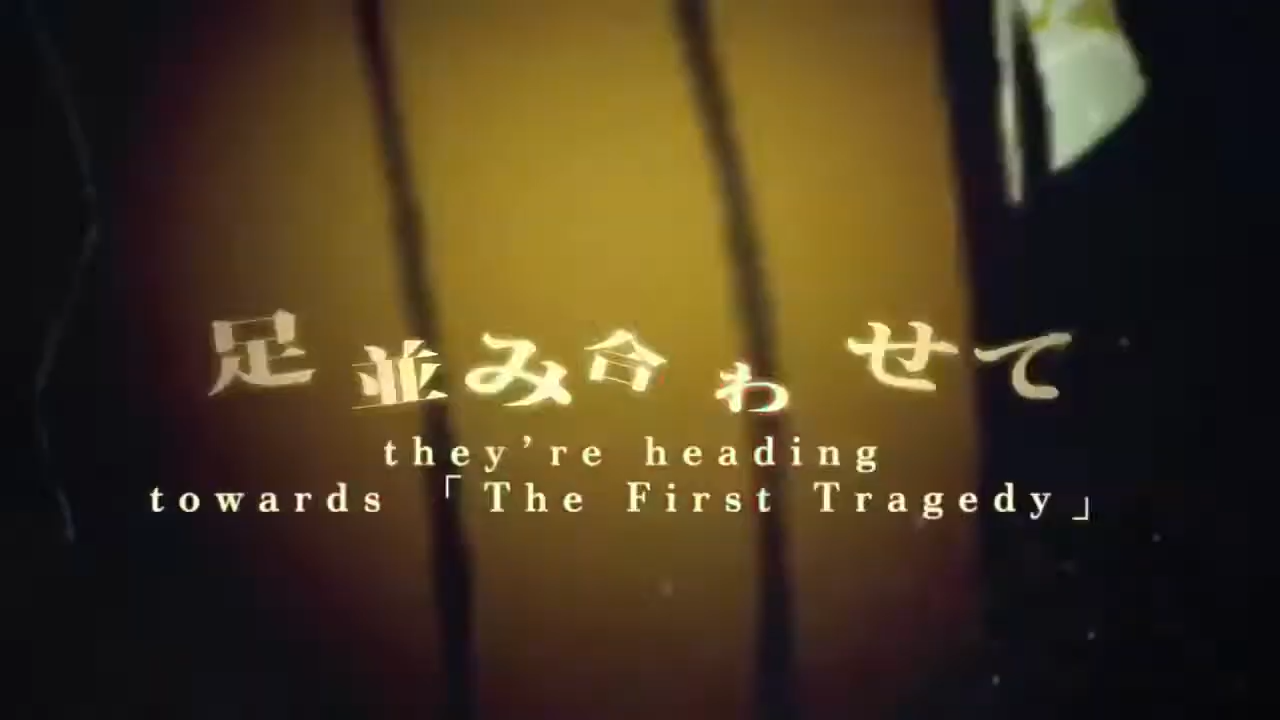 足並み合わせて
they’re heading
towards 「The First Tragedy」